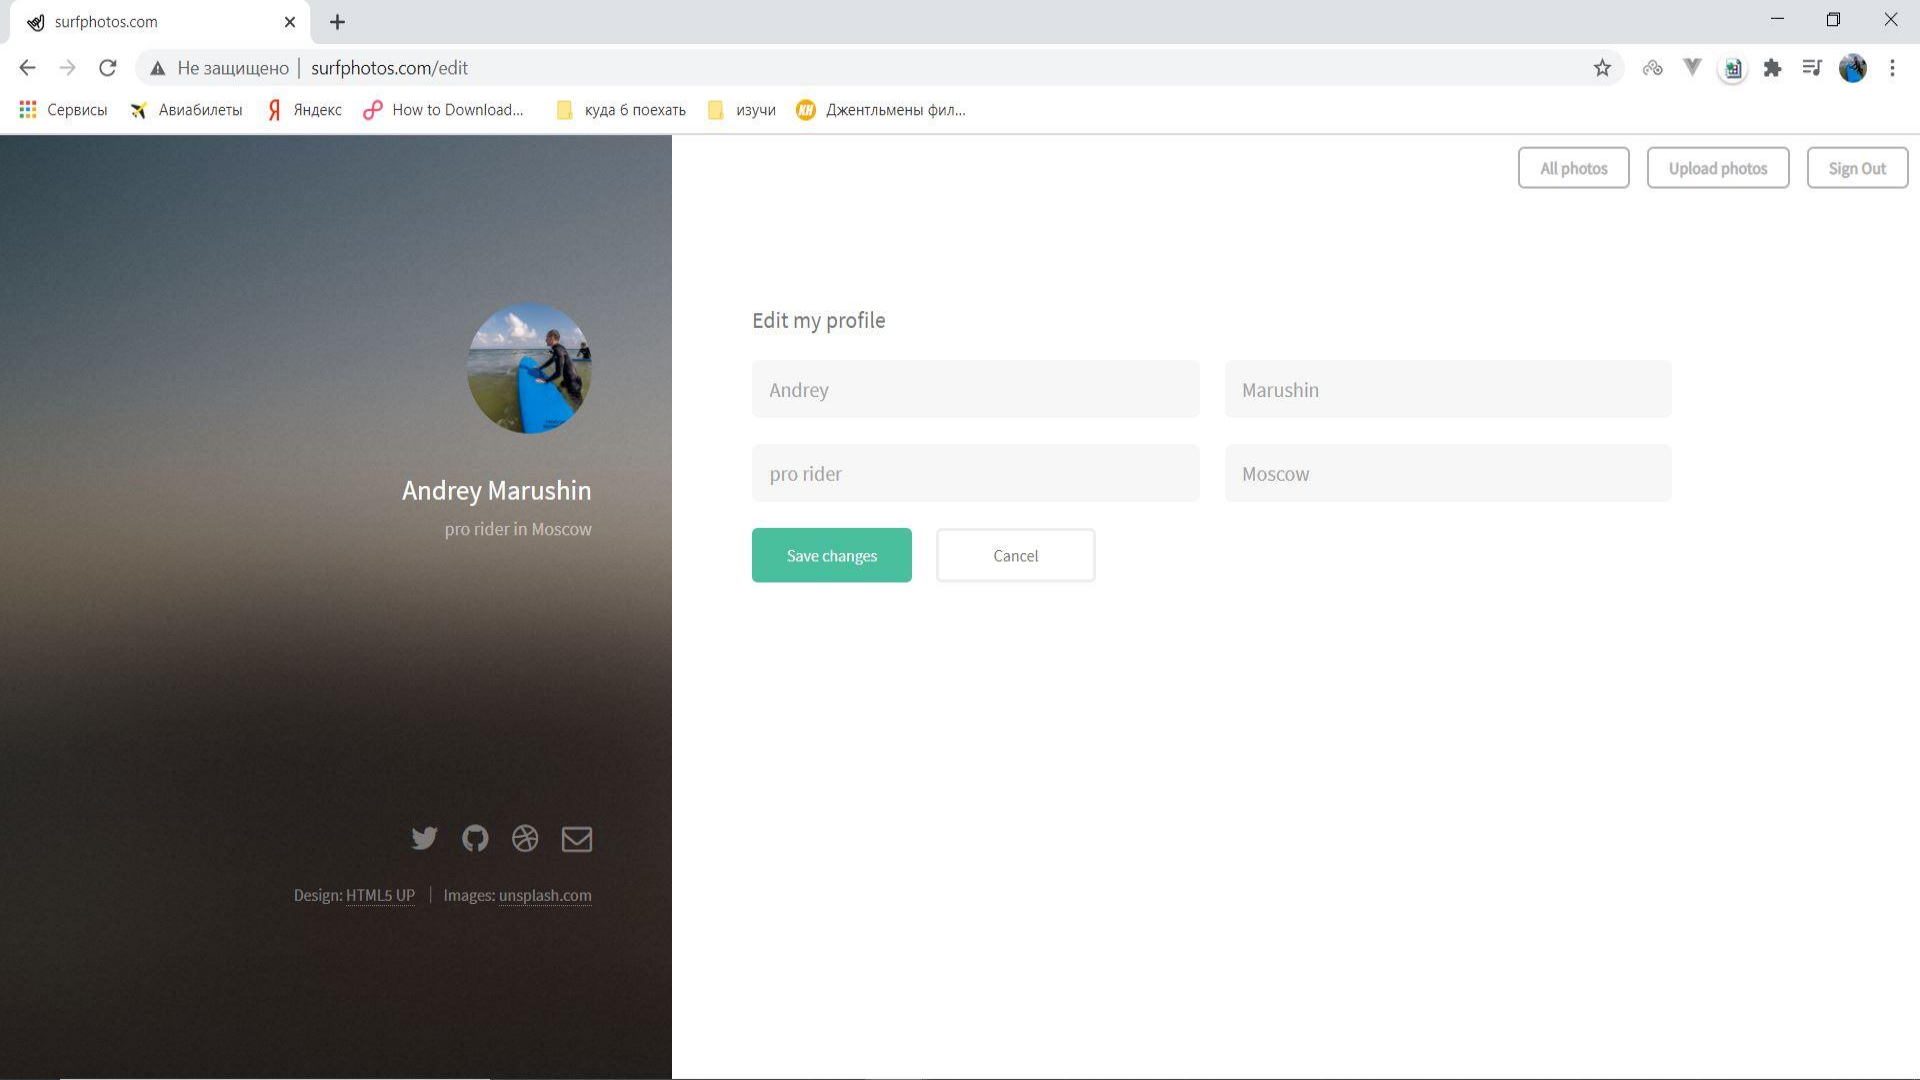 surfphotos.com
Не защищено | surfphotos.com/edit
Сервисы Авиабилеты Яндекс How to Download... куда б поехать изучи Джентльмены фил...
All photos Upload photos Sign Out
Edit my profile
Andrey Marushin
pro rider Moscow
Save changes Cancel
Andrey Marushin
pro rider in Moscow
Design: HTML5 UP | Images: unsplash.com